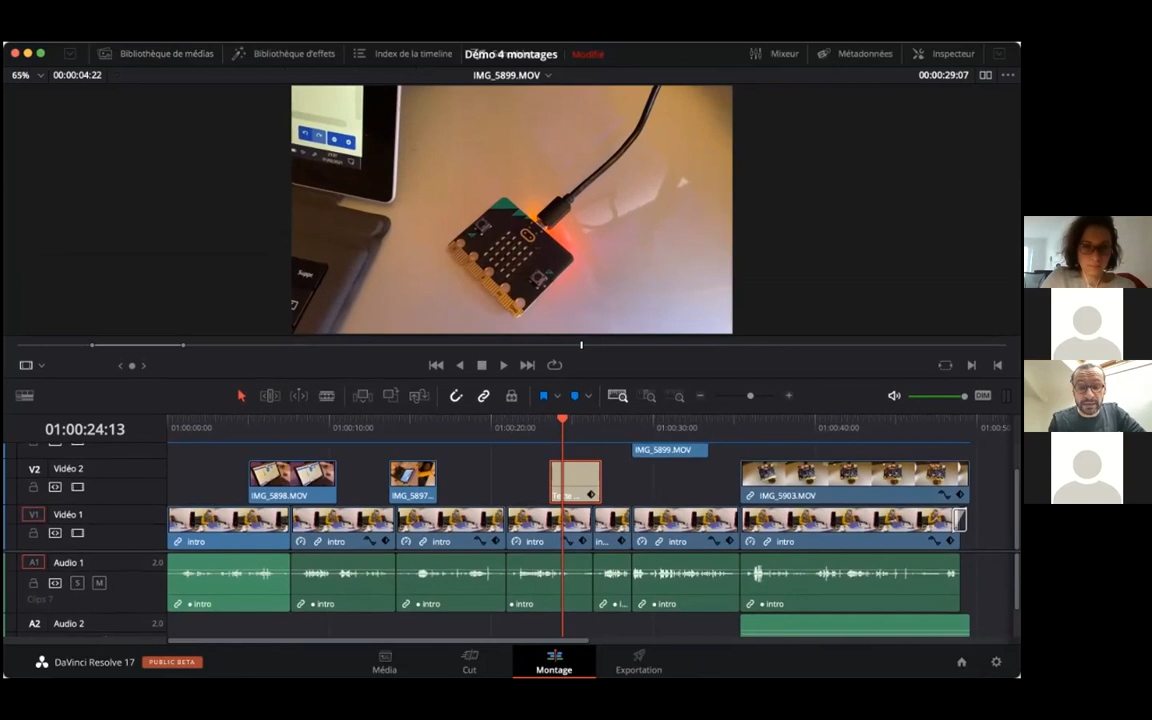 Bibliothèque de médias Bibliothèque d'effets Index de la timeline Démo 4 montages Modifié Mixeur Métadonnées Inspecteur
65% 00:00:04:22 IMG_5899.MOV 00:00:29:07
Suppr
DIM
01:00:24:13 01:00:00:00 01:00:10:00 01:00:20:00 01:00:30:00 01:00:40:00 01:00:50
IMG_5899.MOV
V2 Vidéo 2
IMG_5898.MOV IMG_5897... Texte ... IMG_5903.MOV
V1 Vidéo 1
intro intro intro intro in... intro intro
A1 Audio 1 2.0
S M
Clips 7
• intro • intro • intro • intro • i... • intro • intro
A2 Audio 2 2.0
DaVinci Resolve 17 PUBLIC BETA
Média Cut Montage Exportation